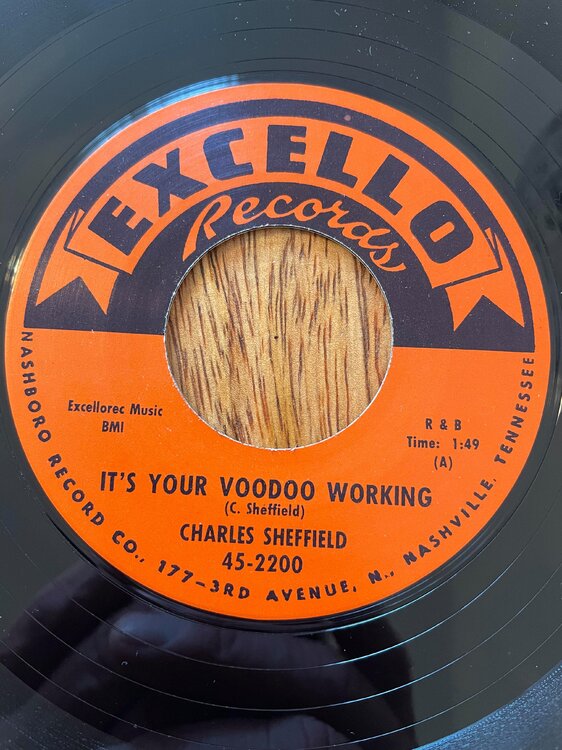 EXCELLO
Records
Excellorec Music
BMI
R & B
Time: 1:49
(A)
IT'S YOUR VOODOO WORKING
(C. Sheffield)
CHARLES SHEFFIELD
45-2200
NASHBORO RECORD CO., 177-3RD AVENUE, N., NASHVILLE, TENNESSEE